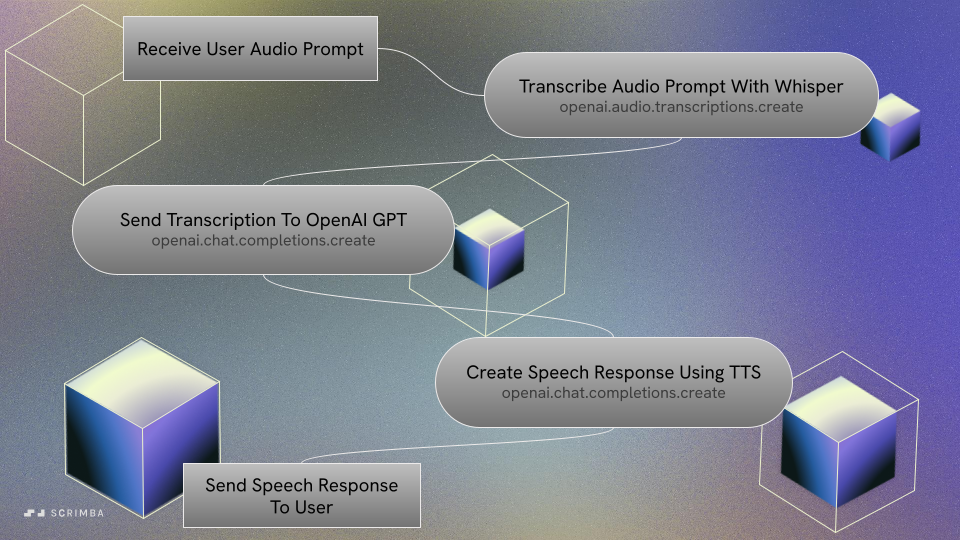 Receive User Audio Prompt
Transcribe Audio Prompt With Whisper
openai.audio.transcriptions.create
Send Transcription To OpenAI GPT
openai.chat.completions.create
Create Speech Response Using TTS
openai.chat.completions.create
Send Speech Response
To User
SCRIMBA